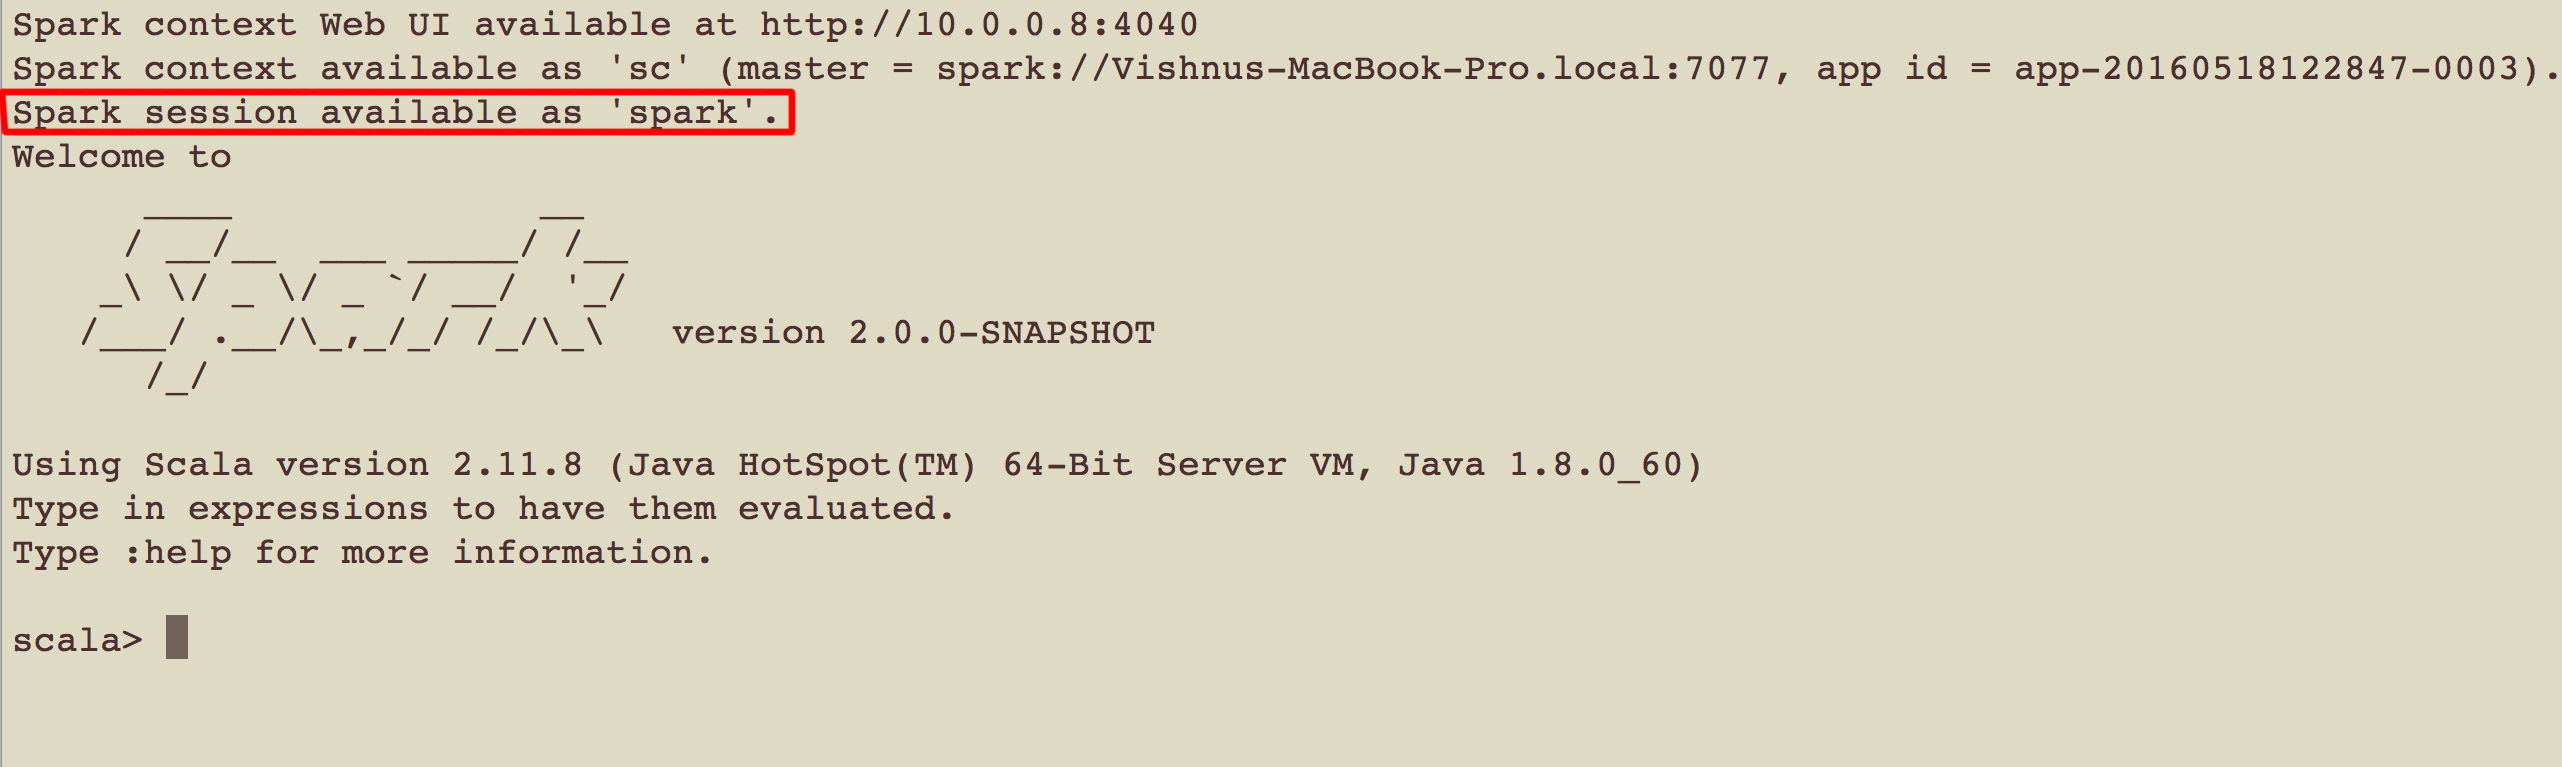 Spark context Web UI available at http://10.0.0.8:4040
Spark context available as 'sc' (master = spark://Vishnus-MacBook-Pro.local:7077, app id = app-20160518122847-0003).
Spark session available as 'spark'.
Welcome to
      ____              __
     / __/__  ___ _____/ /__
    _\ \/ _ \/ _ `/ __/  '_/
   /___/ .__/\_,_/_/ /_/\_\   version 2.0.0-SNAPSHOT
      /_/
Using Scala version 2.11.8 (Java HotSpot(TM) 64-Bit Server VM, Java 1.8.0_60)
Type in expressions to have them evaluated.
Type :help for more information.
scala>